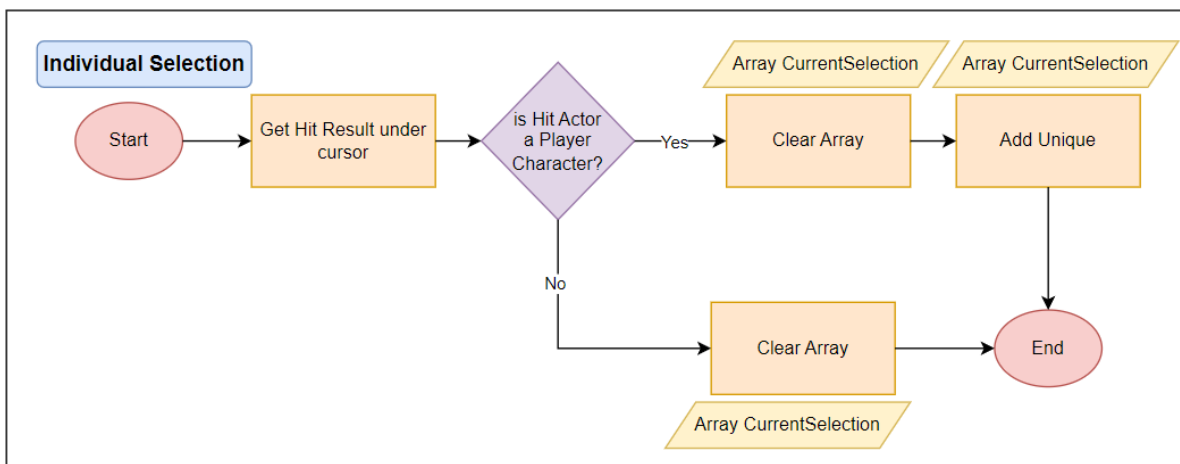 Individual Selection
Start
Get Hit Result under
cursor
is Hit Actor
a Player
Character?
Yes
Array CurrentSelection
Clear Array
Array CurrentSelection
Add Unique
No
Clear Array
Array CurrentSelection
End